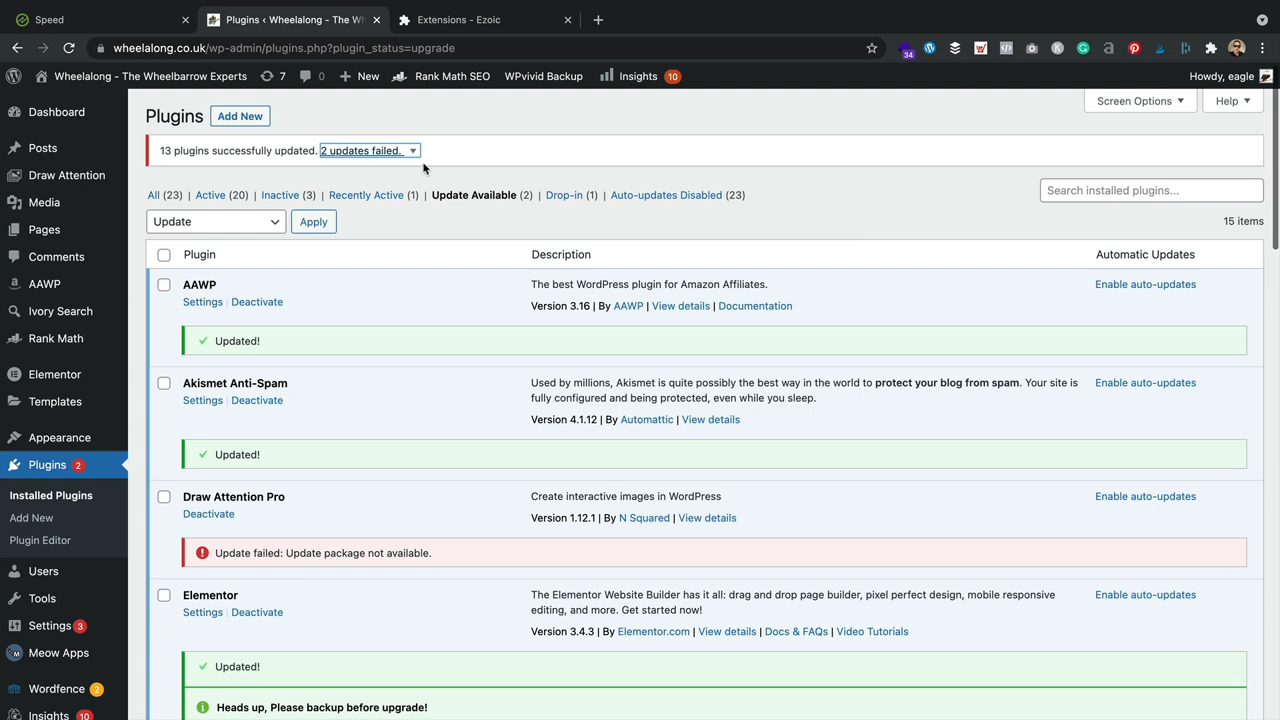 Speed
Plugins ‹ Wheelalong - The Wh
Extensions - Ezoic
wheelalong.co.uk/wp-admin/plugins.php?plugin_status=upgrade
34
Wheelalong - The Wheelbarrow Experts 7 0 New Rank Math SEO WPvivid Backup Insights 10 Howdy, eagle
Dashboard
Posts
Draw Attention
Media
Pages
Comments
AAWP
Ivory Search
Rank Math
Elementor
Templates
Appearance
Plugins 2
Installed Plugins
Add New
Plugin Editor
Users
Tools
Settings 3
Meow Apps
Wordfence 2
Insights 10
Screen Options Help
Plugins Add New
13 plugins successfully updated. 2 updates failed.
All (23) | Active (20) | Inactive (3) | Recently Active (1) | Update Available (2) | Drop-in (1) | Auto-updates Disabled (23)
Search installed plugins...
Update Apply 15 items
Plugin Description Automatic Updates
AAWP The best WordPress plugin for Amazon Affiliates. Enable auto-updates
Settings | Deactivate Version 3.16 | By AAWP | View details | Documentation
Updated!
Akismet Anti-Spam Used by millions, Akismet is quite possibly the best way in the world to protect your blog from spam. Your site is Enable auto-updates
Settings | Deactivate fully configured and being protected, even while you sleep.
Version 4.1.12 | By Automattic | View details
Updated!
Draw Attention Pro Create interactive images in WordPress Enable auto-updates
Deactivate Version 1.12.1 | By N Squared | View details
Update failed: Update package not available.
Elementor The Elementor Website Builder has it all: drag and drop page builder, pixel perfect design, mobile responsive Enable auto-updates
Settings | Deactivate editing, and more. Get started now!
Version 3.4.3 | By Elementor.com | View details | Docs & FAQs | Video Tutorials
Updated!
Heads up, Please backup before upgrade!